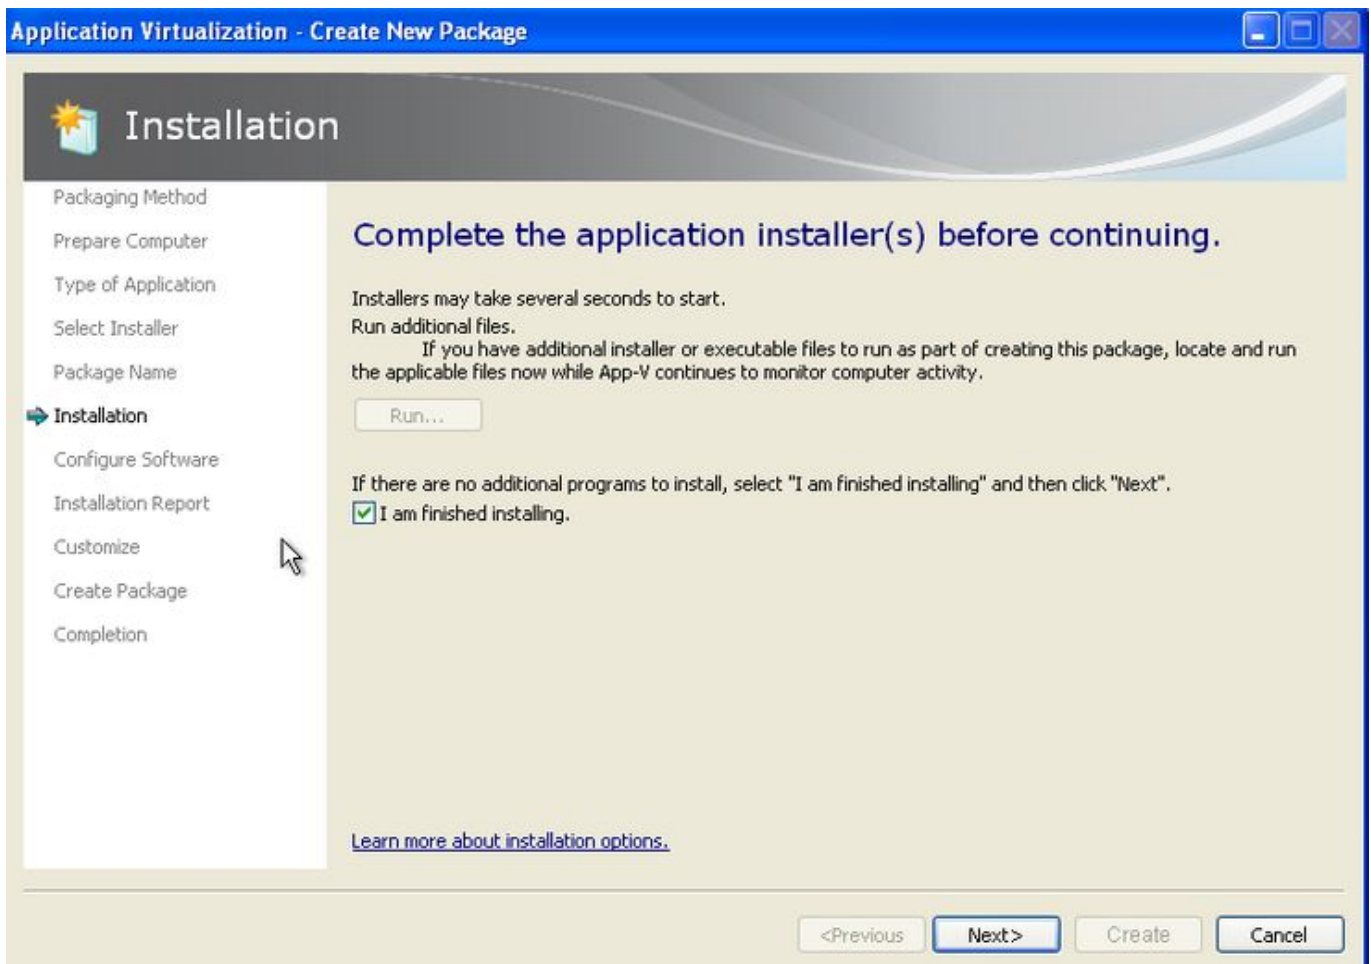 Application Virtualization - Create New Package
Installation
Packaging Method
Prepare Computer
Type of Application
Select Installer
Package Name
Installation
Configure Software
Installation Report
Customize
Create Package
Completion
Complete the application installer(s) before continuing.
Installers may take several seconds to start.
Run additional files.
If you have additional installer or executable files to run as part of creating this package, locate and run
the applicable files now while App-V continues to monitor computer activity.
Run...
If there are no additional programs to install, select "I am finished installing" and then click "Next".
I am finished installing.
Learn more about installation options.
<Previous
Next>
Create
Cancel